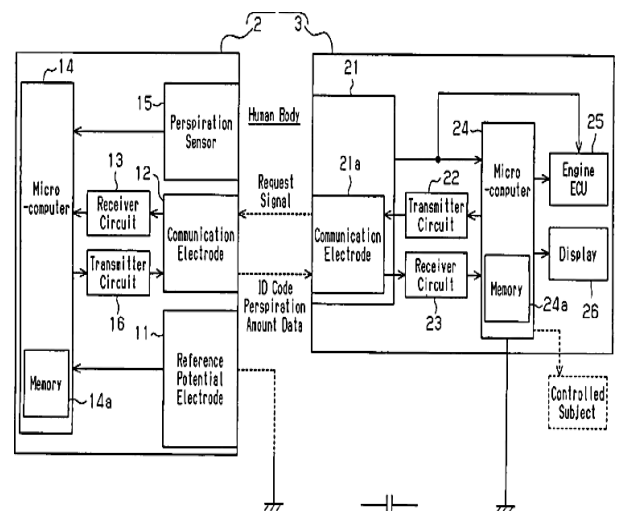 2 3
14
15
Perspiration
Sensor
Human Body
21
24
25
Engine
ECU
Micro
-computer
13
Receiver
Circuit
12
Communication
Electrode
Transmitter
Circuit
16
Request
Signal
ID Code
Perspiration
Amount Data
21a
Communication
Electrode
22
Transmitter
Circuit
Receiver
Circuit
23
Micro
-computer
Memory
24a
Display
26
11
Reference
Potential
Electrode
Memory
14a
Controlled
Subject